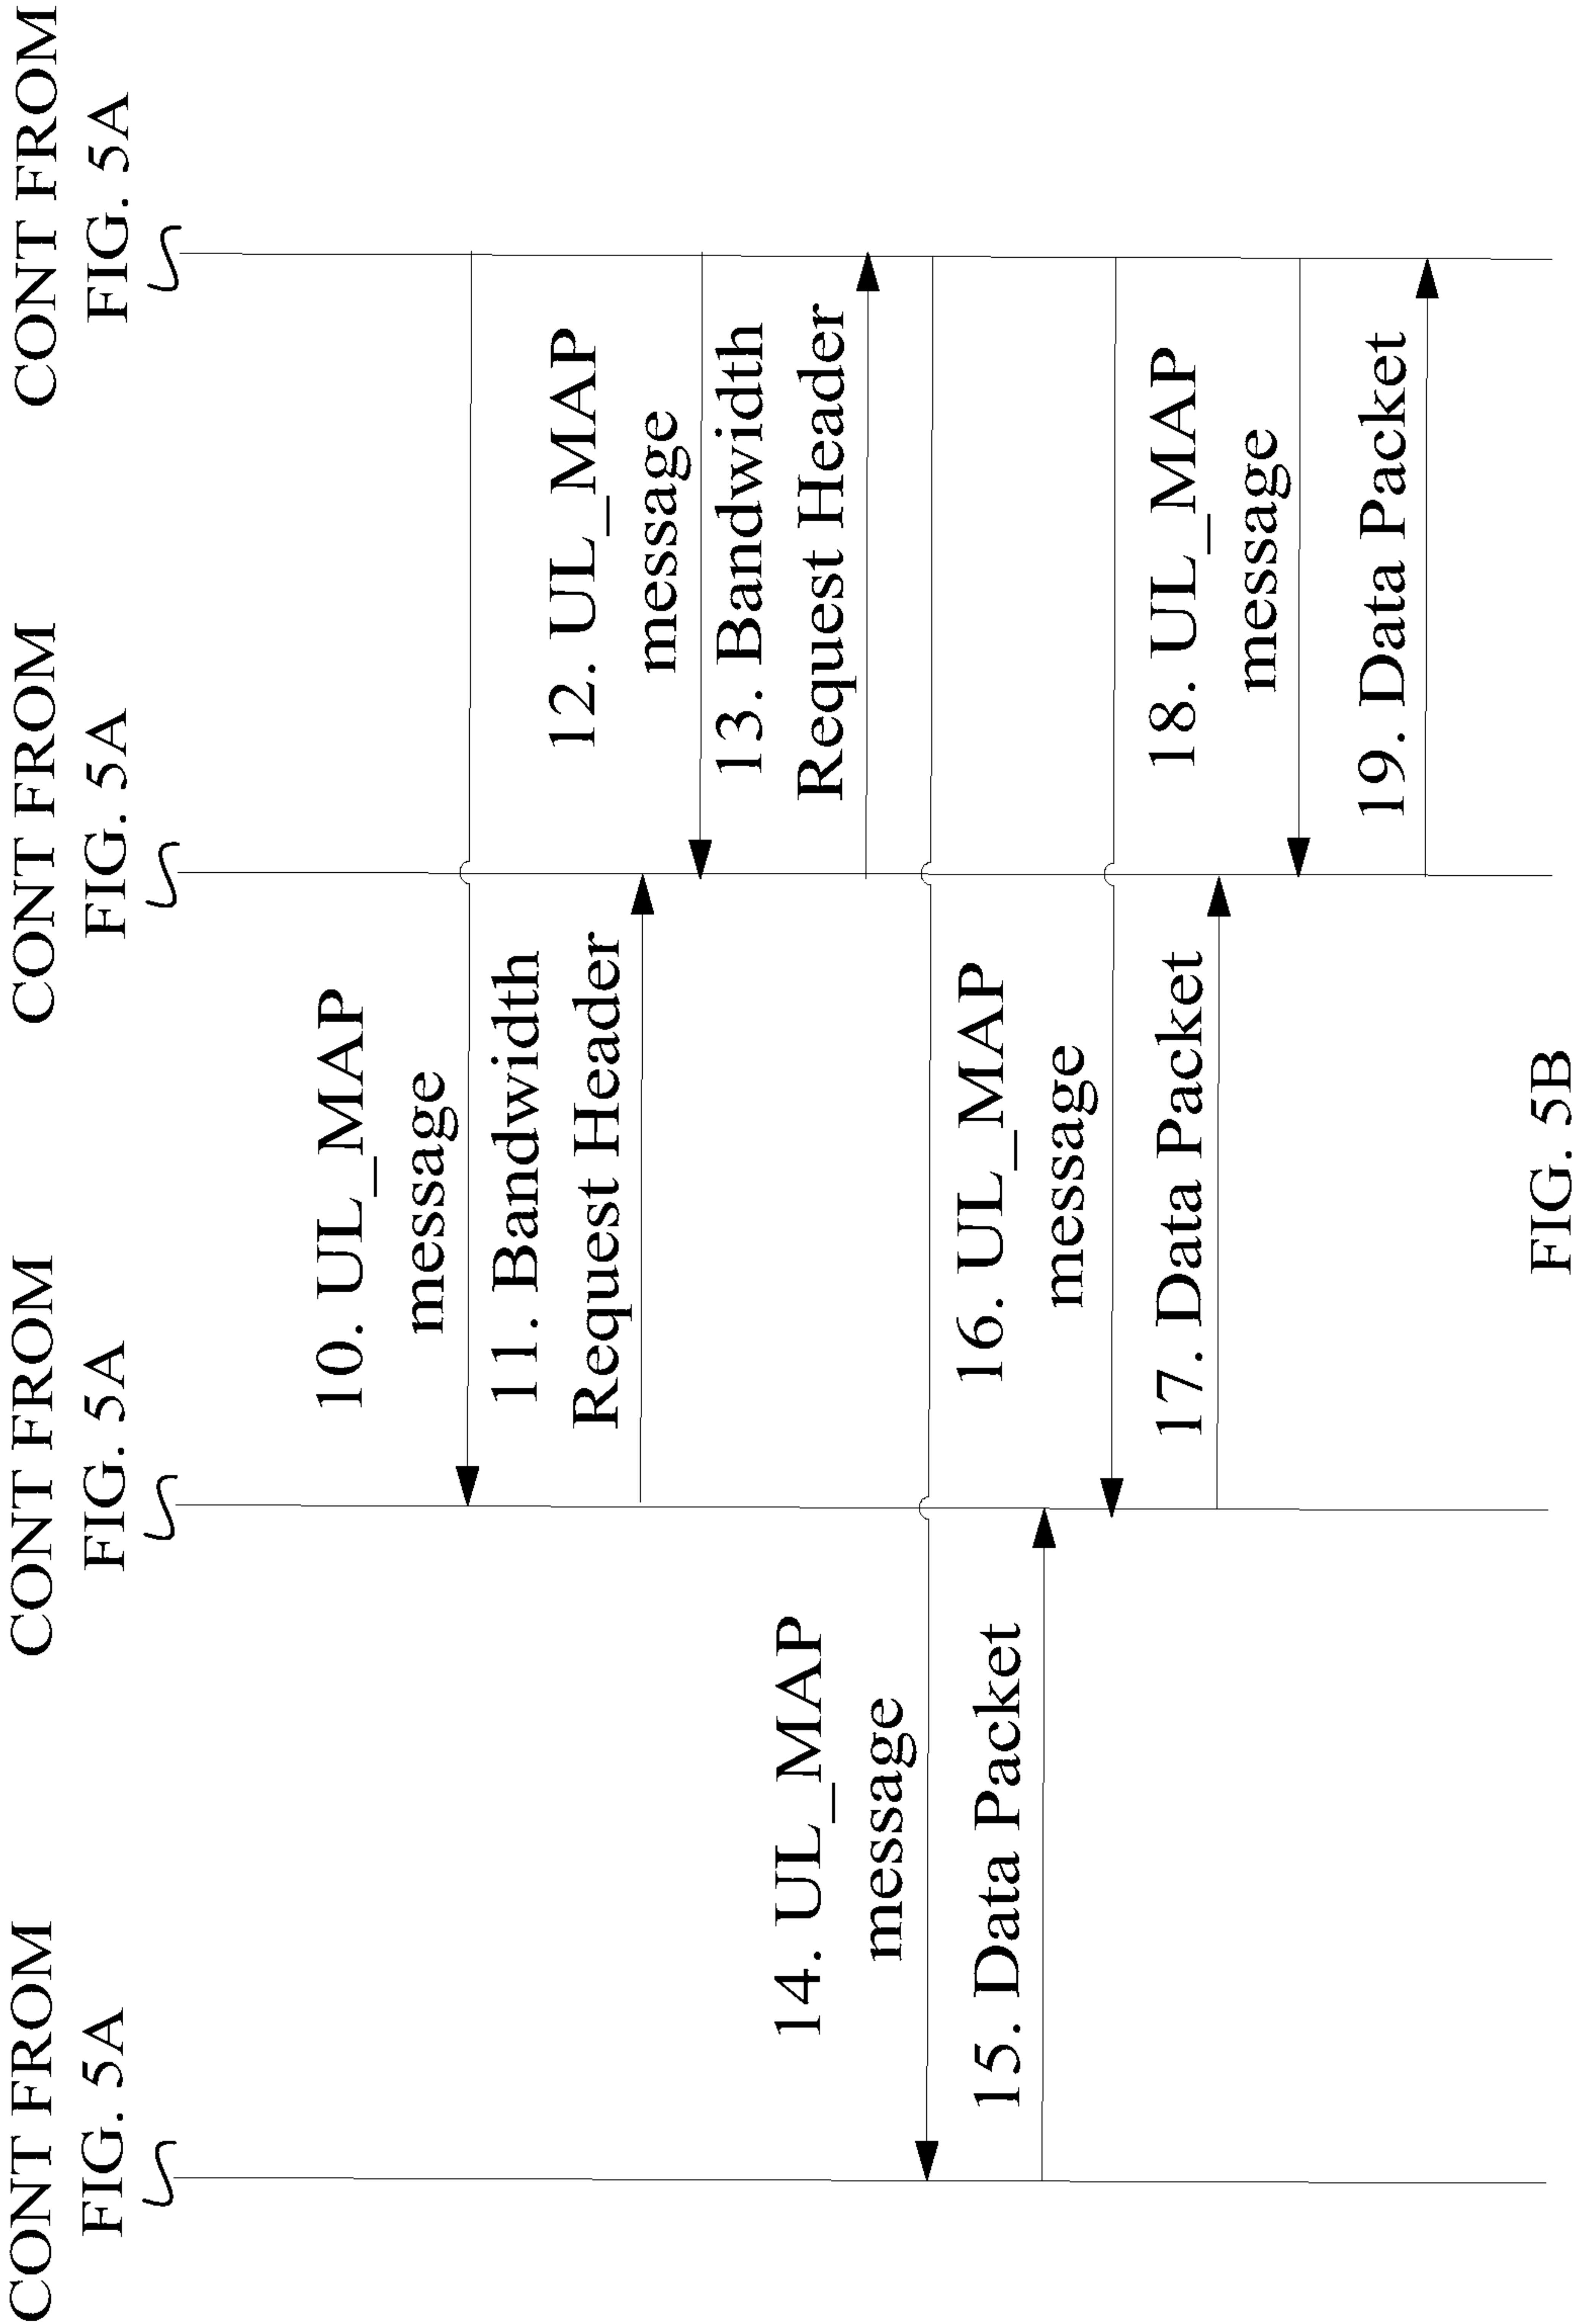 CONT FROM
FIG. 5A
CONT FROM
FIG. 5A
CONT FROM
FIG. 5A
CONT FROM
FIG. 5A
10. UL_MAP
message
11. Bandwidth
Request Header
12. UL_MAP
message
13. Bandwidth
Request Header
14. UL_MAP
message
15. Data Packet
16. UL_MAP
message
17. Data Packet
18. UL_MAP
message
19. Data Packet
FIG. 5B